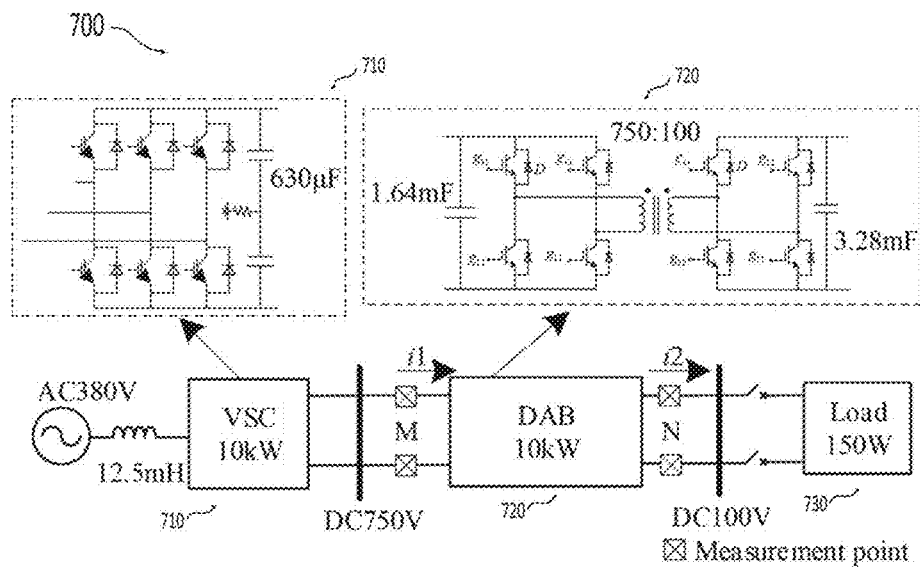 700
710
720
630μF
750:100
1.64mF
3.28mF
D
D
i1
i2
AC380V
VSC
10kW
M
DAB
10kW
N
Load
150W
12.5mH
710
DC750V
720
DC100V
730
Measurement point